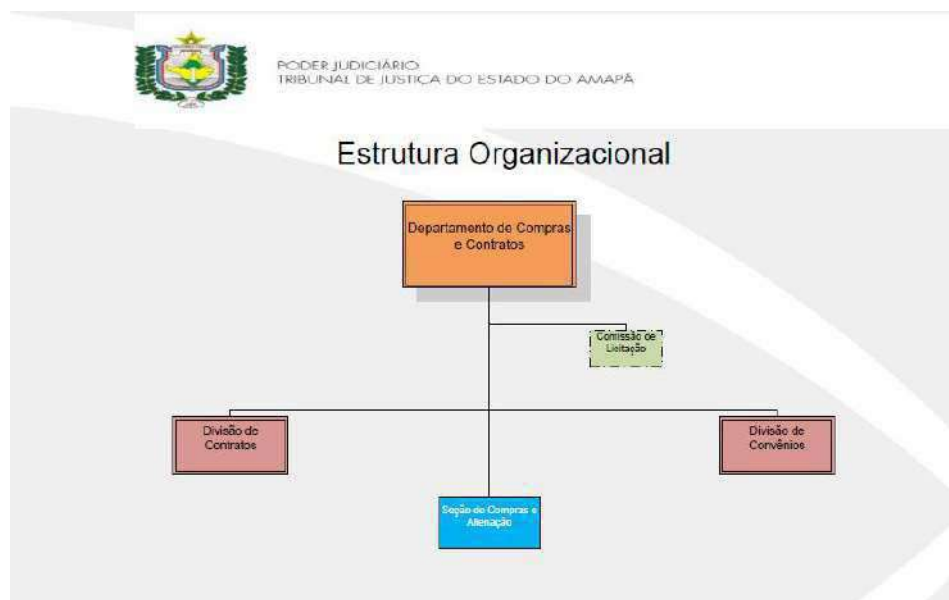 PODER JUDICIÁRIO
TRIBUNAL DE JUSTIÇA DO ESTADO DO AMAPÁ
Estrutura Organizacional
Departamento de Compras
e Contratos
Comissão de
Licitação
Divisão de
Contratos
Divisão de
Convênios
Seção de Compras e
Alienação